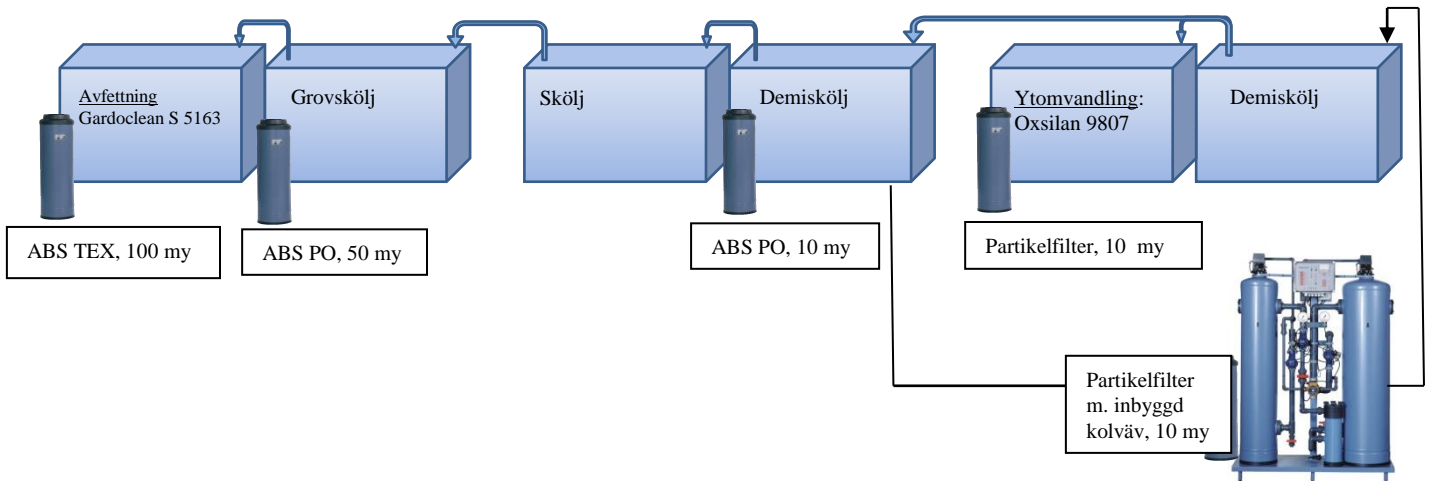 Avfettning
Gardoclean S 5163
Grovskölj
Skölj
Demiskölj
Ytomvandling:
Oxsilan 9807
Demiskölj
ABS TEX, 100 my
ABS PO, 50 my
ABS PO, 10 my
Partikelfilter, 10 my
Partikelfilter
m. inbyggd
kolväv, 10 my